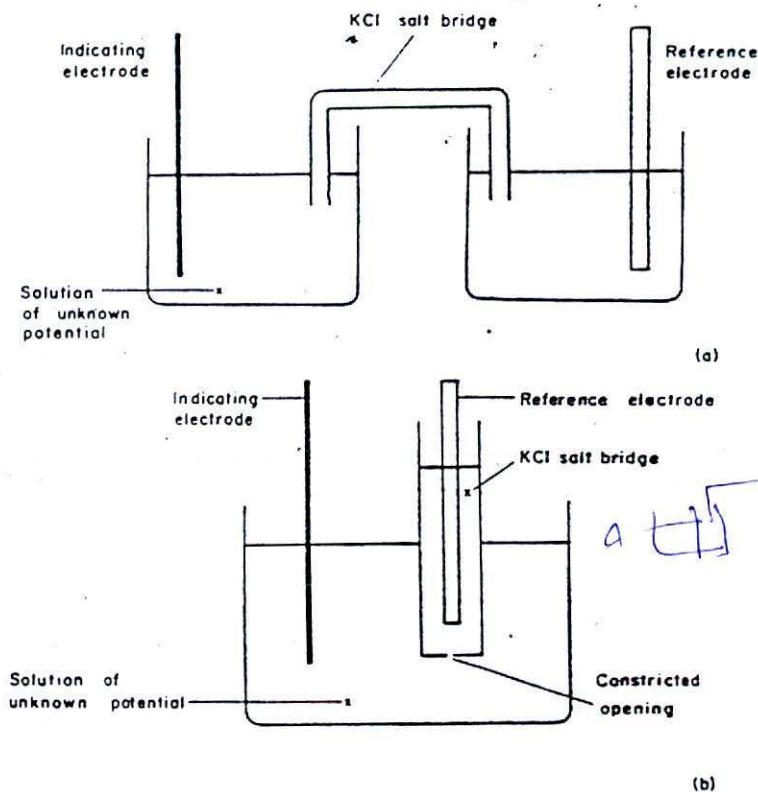 KCl salt bridge
Indicating
electrode
Reference
electrode
Solution
of unknown
potential
(a)
Indicating
electrode
Reference electrode
KCl salt bridge
a
Solution of
unknown potential
Constricted
opening
(b)